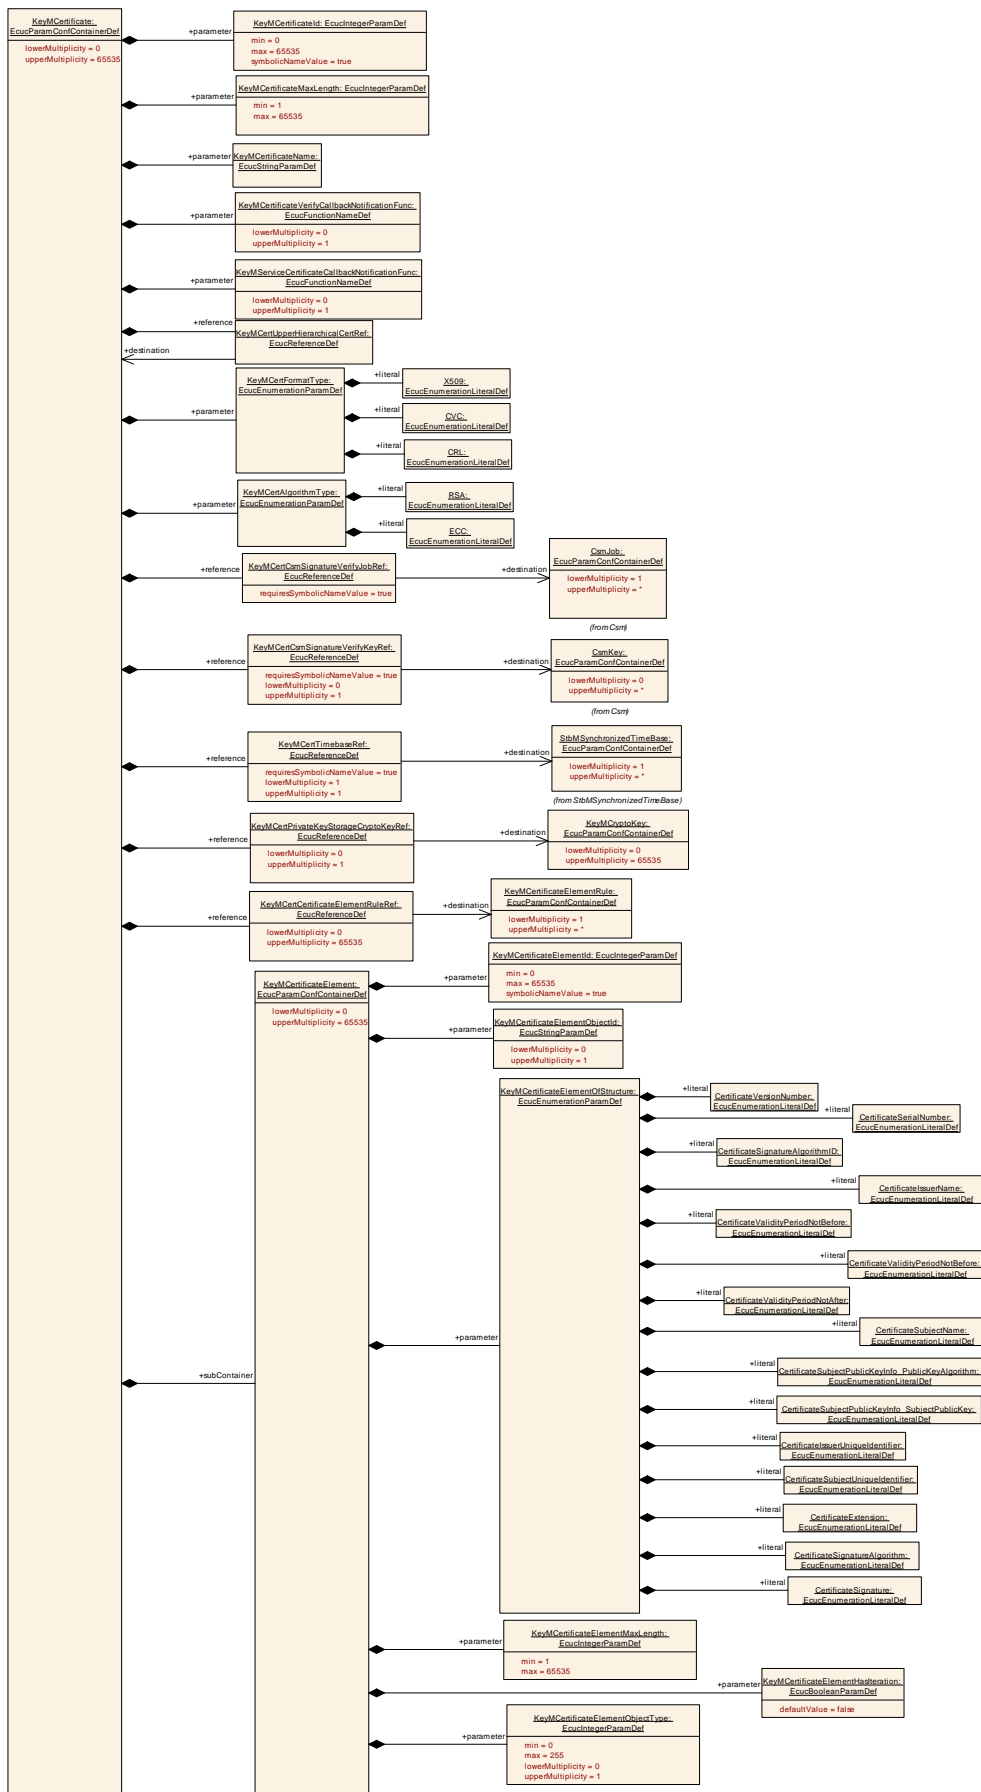 KeyMCertificate:
EcucParamConfContainerDef
lowerMultiplicity = 0
upperMultiplicity = 65535
+parameter
KeyMCertificateId: EcucIntegerParamDef
min = 0
max = 65535
symbolicNameValue = true
+parameter
KeyMCertificateMaxLength: EcucIntegerParamDef
min = 1
max = 65535
+parameter
KeyMCertificateName:
EcucStringParamDef
+parameter
KeyMCertificateVerifyCallbackNotificationFunc:
EcucFunctionNameDef
lowerMultiplicity = 0
upperMultiplicity = 1
+parameter
KeyMServiceCertificateCallbackNotificationFunc:
EcucFunctionNameDef
lowerMultiplicity = 0
upperMultiplicity = 1
+reference
+destination
KeyMCertUpperHierarchicalCertRef:
EcucReferenceDef
+parameter
KeyMCertFormatType:
EcucEnumerationParamDef
+literal
X509:
EcucEnumerationLiteralDef
+literal
CVC:
EcucEnumerationLiteralDef
+literal
CRL:
EcucEnumerationLiteralDef
+parameter
KeyMCertAlgorithmType:
EcucEnumerationParamDef
+literal
RSA:
EcucEnumerationLiteralDef
+literal
ECC:
EcucEnumerationLiteralDef
+reference
KeyMCertCsmSignatureVerifyJobRef:
EcucReferenceDef
requiresSymbolicNameValue = true
+destination
CsmJob:
EcucParamConfContainerDef
lowerMultiplicity = 1
upperMultiplicity = *
(from Csm)
+reference
KeyMCertCsmSignatureVerifyKeyRef:
EcucReferenceDef
requiresSymbolicNameValue = true
lowerMultiplicity = 0
upperMultiplicity = 1
+destination
CsmKey:
EcucParamConfContainerDef
lowerMultiplicity = 0
upperMultiplicity = *
(from Csm)
+reference
KeyMCertTimebaseRef:
EcucReferenceDef
requiresSymbolicNameValue = true
lowerMultiplicity = 1
upperMultiplicity = 1
+destination
StbMSynchronizedTimeBase:
EcucParamConfContainerDef
lowerMultiplicity = 1
upperMultiplicity = *
(from StbMSynchronizedTimeBase)
+reference
KeyMCertPrivateKeyStorageCryptoKeyRef:
EcucReferenceDef
lowerMultiplicity = 0
upperMultiplicity = 1
+destination
KeyMCryptoKey:
EcucParamConfContainerDef
lowerMultiplicity = 0
upperMultiplicity = 65535
+reference
KeyMCertCertificateElementRuleRef:
EcucReferenceDef
lowerMultiplicity = 0
upperMultiplicity = 65535
+destination
KeyMCertificateElementRule:
EcucParamConfContainerDef
lowerMultiplicity = 1
upperMultiplicity = *
+subContainer
KeyMCertificateElement:
EcucParamConfContainerDef
lowerMultiplicity = 0
upperMultiplicity = 65535
+parameter
KeyMCertificateElementId: EcucIntegerParamDef
min = 0
max = 65535
symbolicNameValue = true
+parameter
KeyMCertificateElementObjectId:
EcucStringParamDef
lowerMultiplicity = 0
upperMultiplicity = 1
+parameter
KeyMCertificateElementOfStructure:
EcucEnumerationParamDef
+literal
CertificateVersionNumber:
EcucEnumerationLiteralDef
+literal
CertificateSerialNumber:
EcucEnumerationLiteralDef
+literal
CertificateSignatureAlgorithmID:
EcucEnumerationLiteralDef
+literal
CertificateIssuerName:
EcucEnumerationLiteralDef
+literal
CertificateValidityPeriodNotBefore:
EcucEnumerationLiteralDef
+literal
CertificateValidityPeriodNotBefore:
EcucEnumerationLiteralDef
+literal
CertificateValidityPeriodNotAfter:
EcucEnumerationLiteralDef
+literal
CertificateSubjectName:
EcucEnumerationLiteralDef
+literal
CertificateSubjectPublicKeyInfo_PublicKeyAlgorithm:
EcucEnumerationLiteralDef
+literal
CertificateSubjectPublicKeyInfo_SubjectPublicKey:
EcucEnumerationLiteralDef
+literal
CertificateIssuerUniqueIdentifier:
EcucEnumerationLiteralDef
+literal
CertificateSubjectUniqueIdentifier:
EcucEnumerationLiteralDef
+literal
CertificateExtension:
EcucEnumerationLiteralDef
+literal
CertificateSignatureAlgorithm:
EcucEnumerationLiteralDef
+literal
CertificateSignature:
EcucEnumerationLiteralDef
+parameter
KeyMCertificateElementMaxLength:
EcucIntegerParamDef
min = 1
max = 65535
+parameter
KeyMCertificateElementHasIteration:
EcucBooleanParamDef
defaultValue = false
+parameter
KeyMCertificateElementObjectType:
EcucIntegerParamDef
min = 0
max = 255
lowerMultiplicity = 0
upperMultiplicity = 1